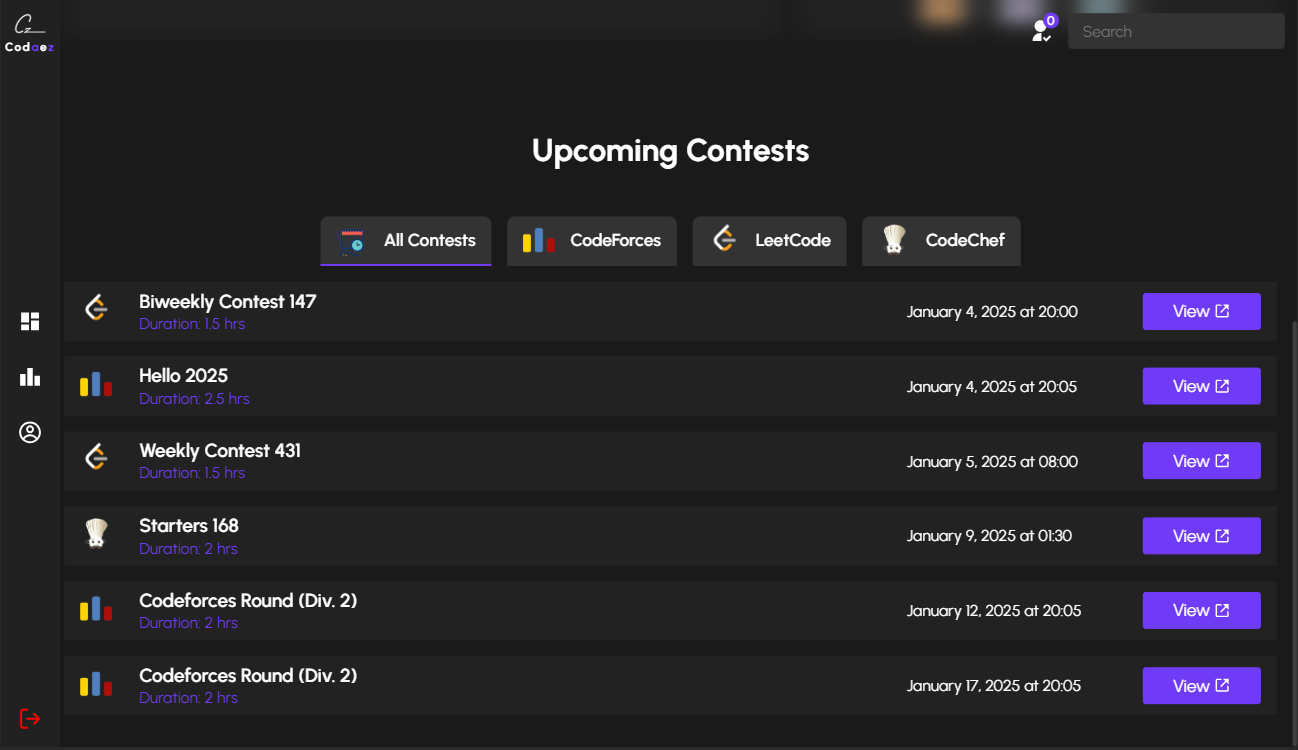 Codaez
0
Search
Upcoming Contests
All Contests
CodeForces
LeetCode
CodeChef
Biweekly Contest 147
Duration: 1.5 hrs
January 4, 2025 at 20:00
View
Hello 2025
Duration: 2.5 hrs
January 4, 2025 at 20:05
View
Weekly Contest 431
Duration: 1.5 hrs
January 5, 2025 at 08:00
View
Starters 168
Duration: 2 hrs
January 9, 2025 at 01:30
View
Codeforces Round (Div. 2)
Duration: 2 hrs
January 12, 2025 at 20:05
View
Codeforces Round (Div. 2)
Duration: 2 hrs
January 17, 2025 at 20:05
View